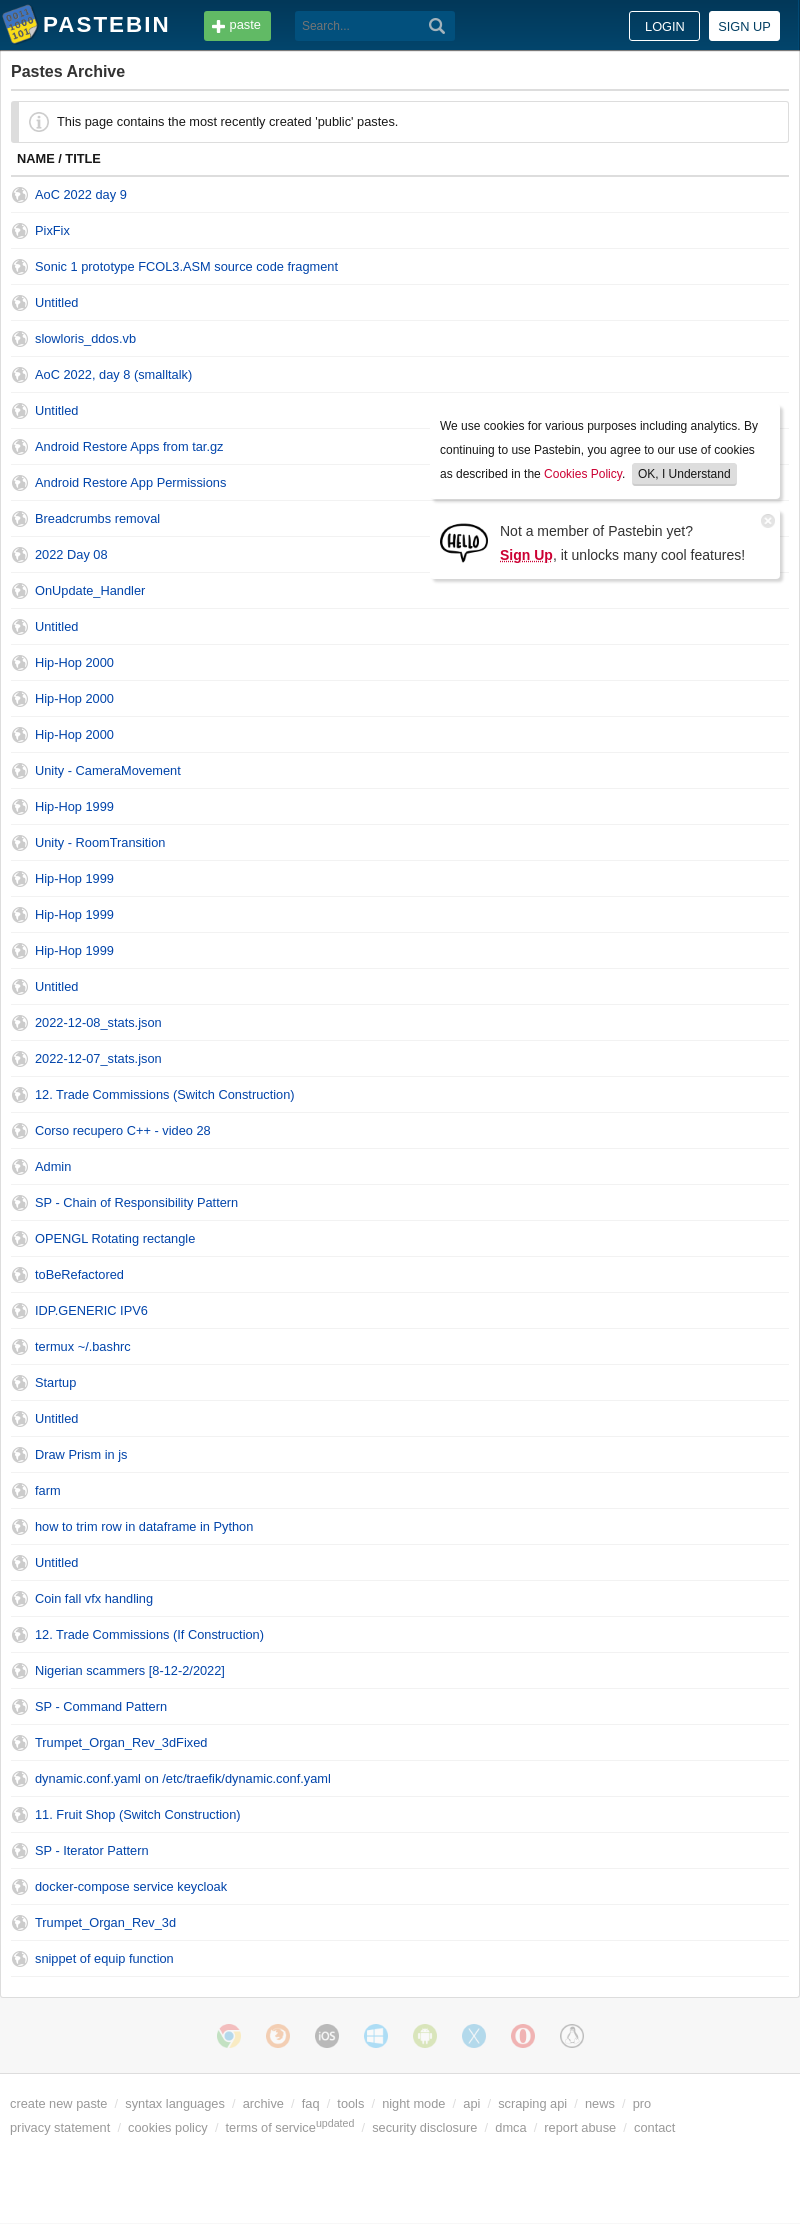 PASTEBIN
paste
Search...
LOGIN
SIGN UP
Pastes Archive
This page contains the most recently created 'public' pastes.
NAME / TITLE
AoC 2022 day 9
PixFix
Sonic 1 prototype FCOL3.ASM source code fragment
Untitled
slowloris_ddos.vb
AoC 2022, day 8 (smalltalk)
Untitled
Android Restore Apps from tar.gz
Android Restore App Permissions
Breadcrumbs removal
2022 Day 08
OnUpdate_Handler
We use cookies for various purposes including analytics. By
continuing to use Pastebin, you agree to our use of cookies
as described in the Cookies Policy. OK, I Understand
HELLO
Not a member of Pastebin yet?
Sign Up, it unlocks many cool features!
Untitled
Hip-Hop 2000
Hip-Hop 2000
Hip-Hop 2000
Unity - CameraMovement
Hip-Hop 1999
Unity - RoomTransition
Hip-Hop 1999
Hip-Hop 1999
Hip-Hop 1999
Untitled
2022-12-08_stats.json
2022-12-07_stats.json
12. Trade Commissions (Switch Construction)
Corso recupero C++ - video 28
Admin
SP - Chain of Responsibility Pattern
OPENGL Rotating rectangle
toBeRefactored
IDP.GENERIC IPV6
termux ~/.bashrc
Startup
Untitled
Draw Prism in js
farm
how to trim row in dataframe in Python
Untitled
Coin fall vfx handling
12. Trade Commissions (If Construction)
Nigerian scammers [8-12-2/2022]
SP - Command Pattern
Trumpet_Organ_Rev_3dFixed
dynamic.conf.yaml on /etc/traefik/dynamic.conf.yaml
11. Fruit Shop (Switch Construction)
SP - Iterator Pattern
docker-compose service keycloak
Trumpet_Organ_Rev_3d
snippet of equip function
iOS
create new paste / syntax languages / archive / faq / tools / night mode / api / scraping api / news / pro
privacy statement / cookies policy / terms of service updated / security disclosure / dmca / report abuse / contact